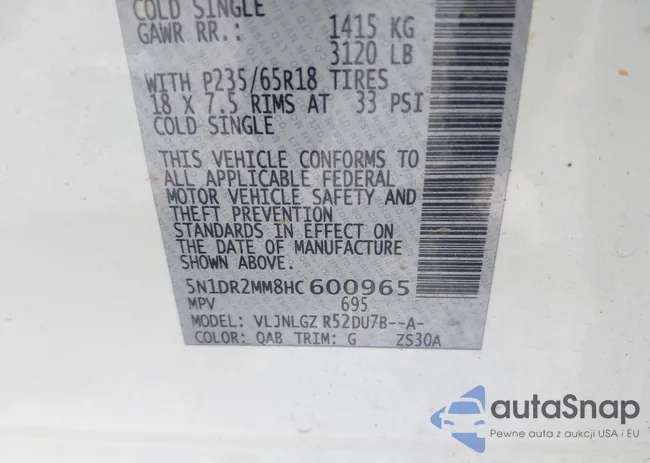 COLD SINGLE
GAWR RR.: 1415 KG
3120 LB
WITH P235/65R18 TIRES
18 X 7.5 RIMS AT 33 PSI
COLD SINGLE
THIS VEHICLE CONFORMS TO
ALL APPLICABLE FEDERAL
MOTOR VEHICLE SAFETY AND
THEFT PREVENTION
STANDARDS IN EFFECT ON
THE DATE OF MANUFACTURE
SHOWN ABOVE.
5N1DR2MM8HC600965
MPV 695
MODEL: VLJNLGZ R52DU7B--A-
COLOR: QAB TRIM: G ZS30A
autoSnap
Pewne auta z aukcji USA i EU